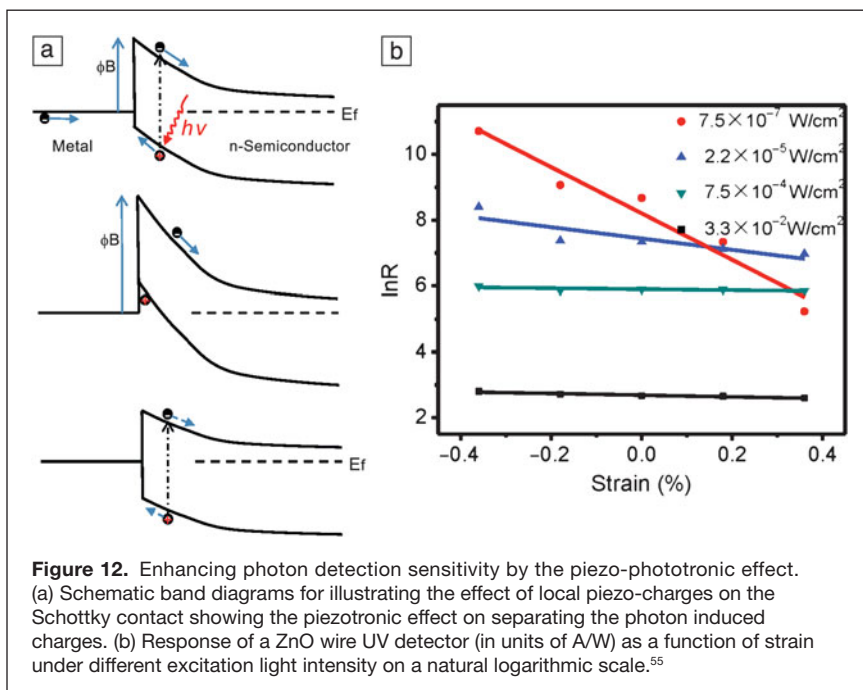 a
ϕB
Ef
hv
Metal
n-Semiconductor
ϕB
Ef
b
7.5×10⁻⁷ W/cm²
2.2×10⁻⁵ W/cm²
7.5×10⁻⁴ W/cm²
3.3×10⁻² W/cm²
lnR
10
8
6
4
2
−0.4
−0.2
0.0
0.2
0.4
Strain (%)
Figure 12. Enhancing photon detection sensitivity by the piezo-phototronic effect.
(a) Schematic band diagrams for illustrating the effect of local piezo-charges on the
Schottky contact showing the piezotronic effect on separating the photon induced
charges. (b) Response of a ZnO wire UV detector (in units of A/W) as a function of strain
under different excitation light intensity on a natural logarithmic scale.⁵⁵